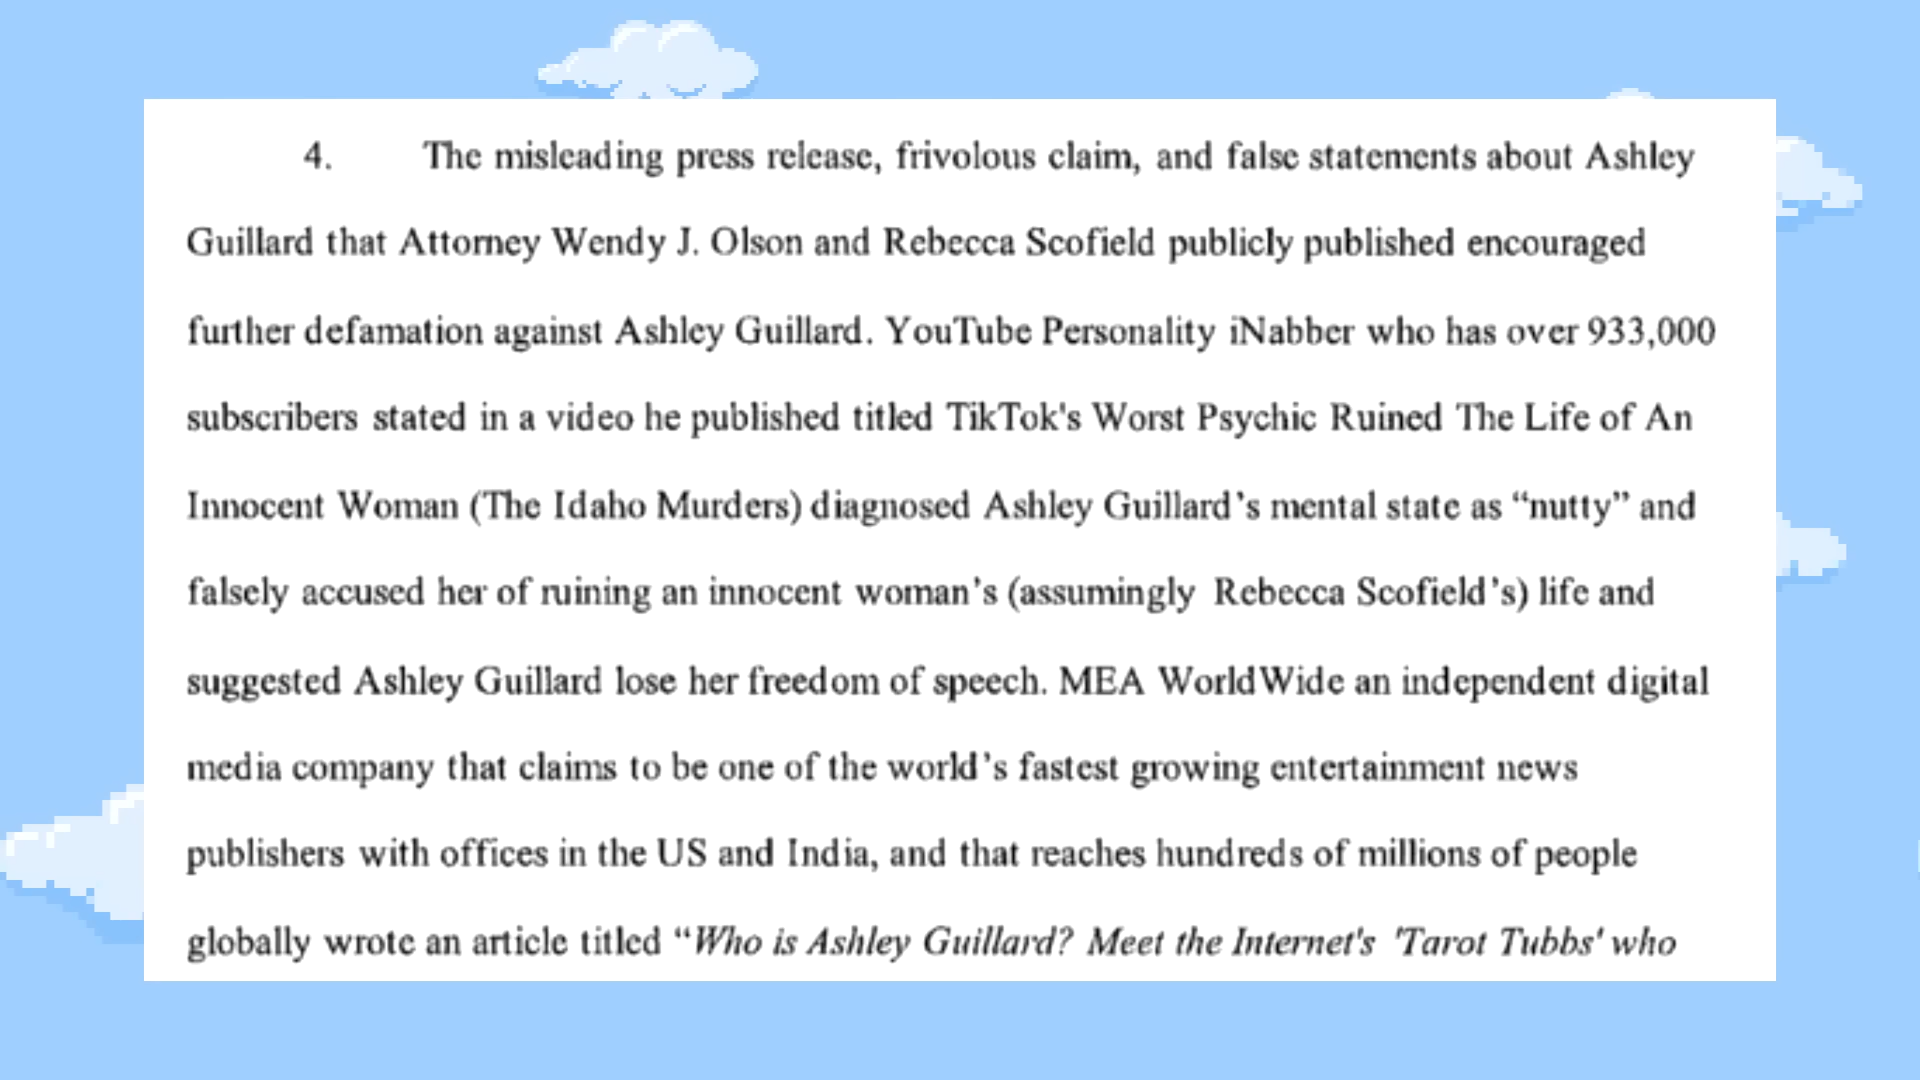 4. The misleading press release, frivolous claim, and false statements about Ashley
Guillard that Attorney Wendy J. Olson and Rebecca Scofield publicly published encouraged
further defamation against Ashley Guillard. YouTube Personality iNabber who has over 933,000
subscribers stated in a video he published titled TikTok's Worst Psychic Ruined The Life of An
Innocent Woman (The Idaho Murders) diagnosed Ashley Guillard's mental state as “nutty” and
falsely accused her of ruining an innocent woman's (assumingly Rebecca Scofield's) life and
suggested Ashley Guillard lose her freedom of speech. MEA WorldWide an independent digital
media company that claims to be one of the world's fastest growing entertainment news
publishers with offices in the US and India, and that reaches hundreds of millions of people
globally wrote an article titled “Who is Ashley Guillard? Meet the Internet's 'Tarot Tubbs' who